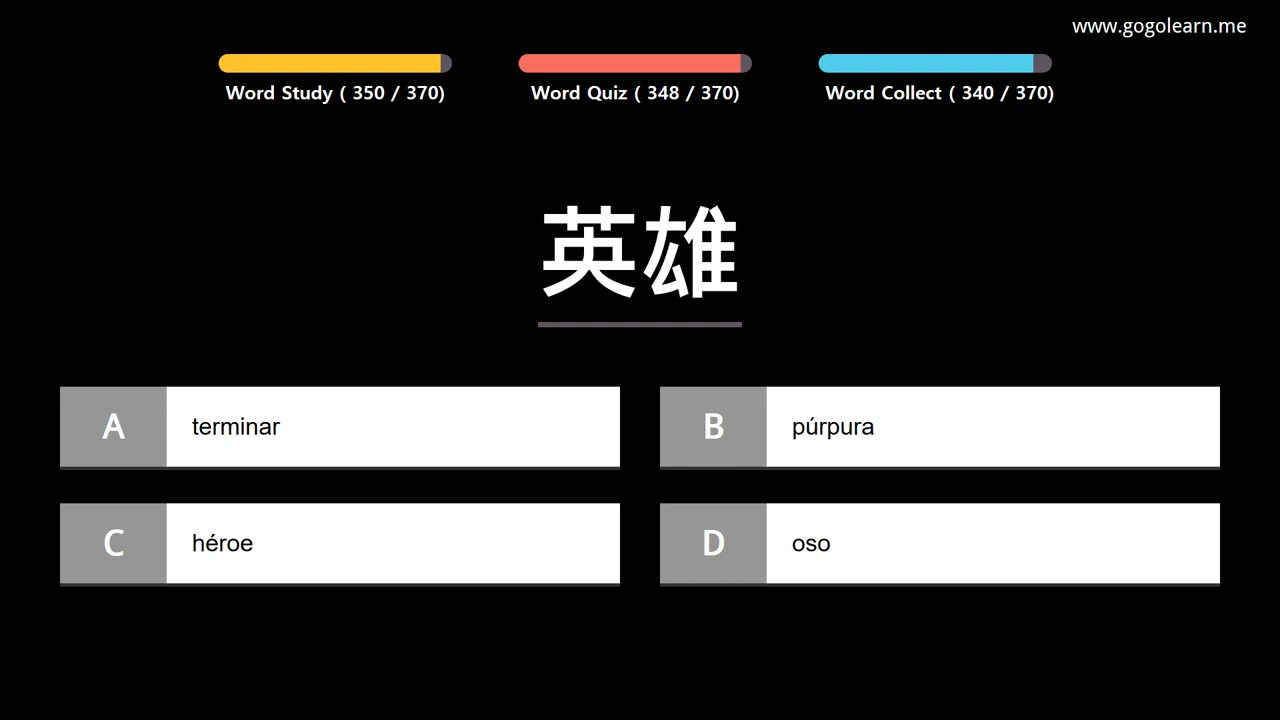 www.gogolearn.me
Word Study ( 350 / 370)
Word Quiz ( 348 / 370)
Word Collect ( 340 / 370)
英雄
A terminar
B púrpura
C héroe
D oso